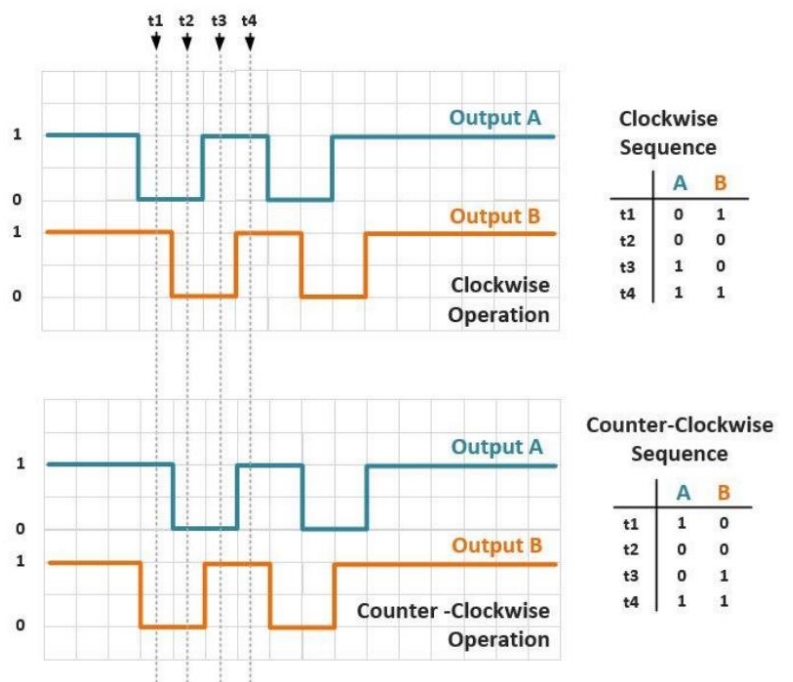 t1 t2 t3 t4
Output A
1
0
Output B
1
0
Clockwise
Operation
Clockwise
Sequence
A B
t1 0 1
t2 0 0
t3 1 0
t4 1 1
Output A
1
0
Output B
1
0
Counter -Clockwise
Operation
Counter-Clockwise
Sequence
A B
t1 1 0
t2 0 0
t3 0 1
t4 1 1